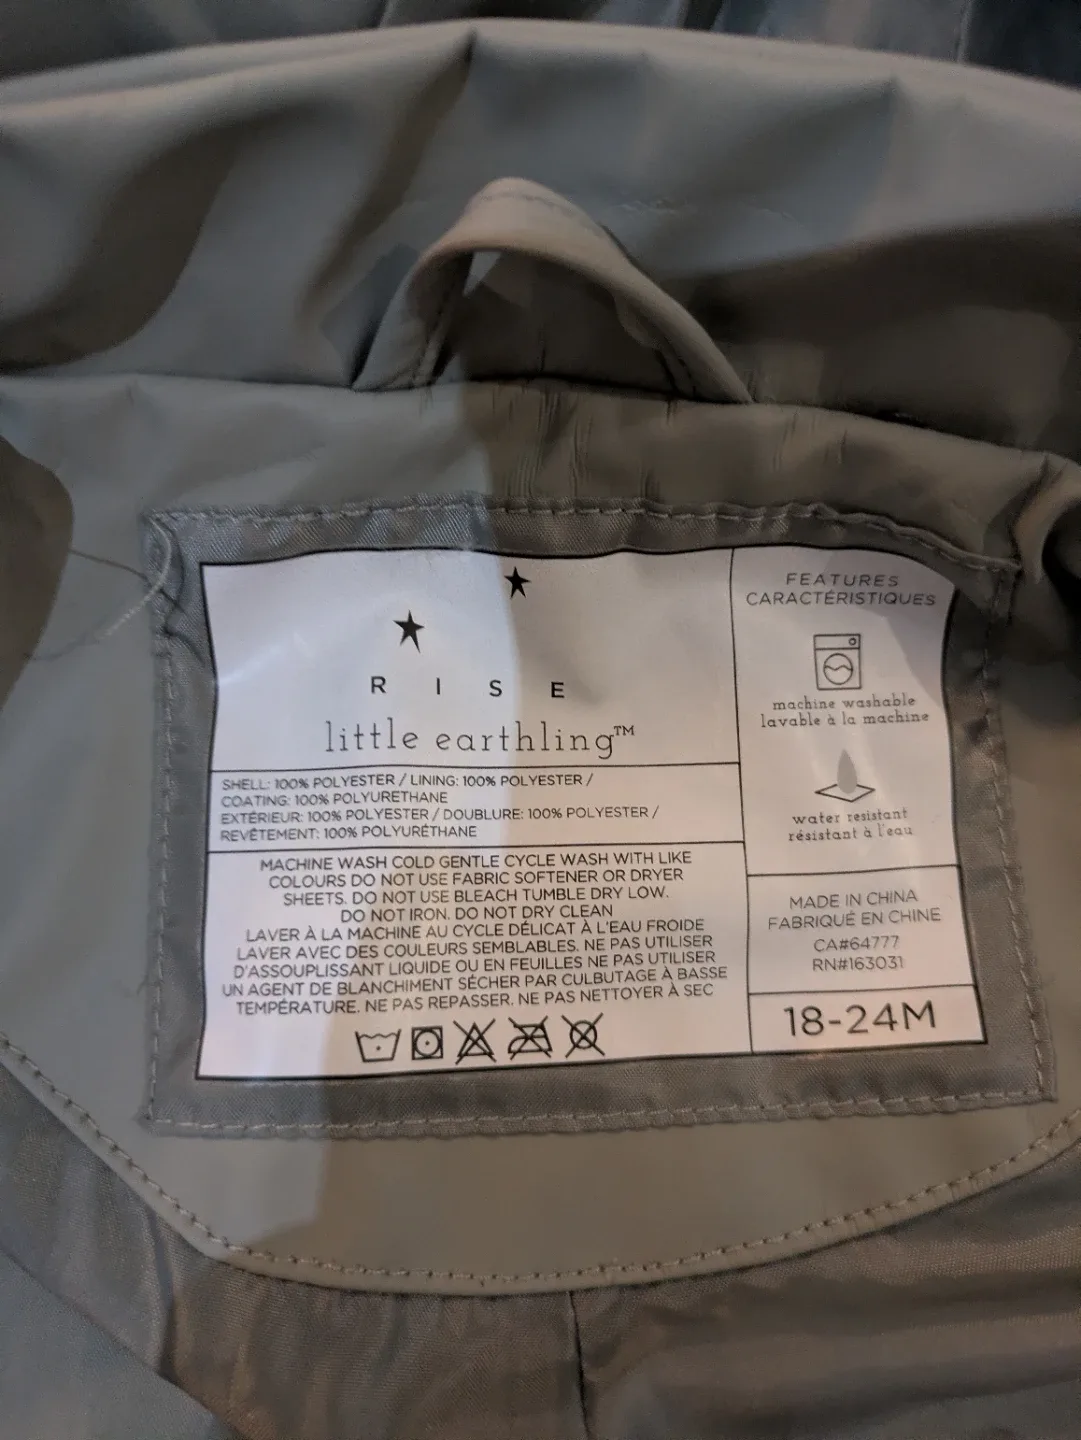 R I S E
little earthling™
SHELL: 100% POLYESTER / LINING: 100% POLYESTER /
COATING: 100% POLYURETHANE
EXTÉRIEUR: 100% POLYESTER / DOUBLURE: 100% POLYESTER /
REVÊTEMENT: 100% POLYURÉTHANE
MACHINE WASH COLD GENTLE CYCLE WASH WITH LIKE
COLOURS DO NOT USE FABRIC SOFTENER OR DRYER
SHEETS. DO NOT USE BLEACH TUMBLE DRY LOW.
DO NOT IRON. DO NOT DRY CLEAN
LAVER À LA MACHINE AU CYCLE DÉLICAT À L'EAU FROIDE
LAVER AVEC DES COULEURS SEMBLABLES. NE PAS UTILISER
D'ASSOUPLISSANT LIQUIDE OU EN FEUILLES NE PAS UTILISER
UN AGENT DE BLANCHIMENT SÉCHER PAR CULBUTAGE À BASSE
TEMPÉRATURE. NE PAS REPASSER. NE PAS NETTOYER À SEC
FEATURES
CARACTÉRISTIQUES
machine washable
lavable à la machine
water resistant
résistant à l'eau
MADE IN CHINA
FABRIQUÉ EN CHINE
CA#64777
RN#163031
18-24M